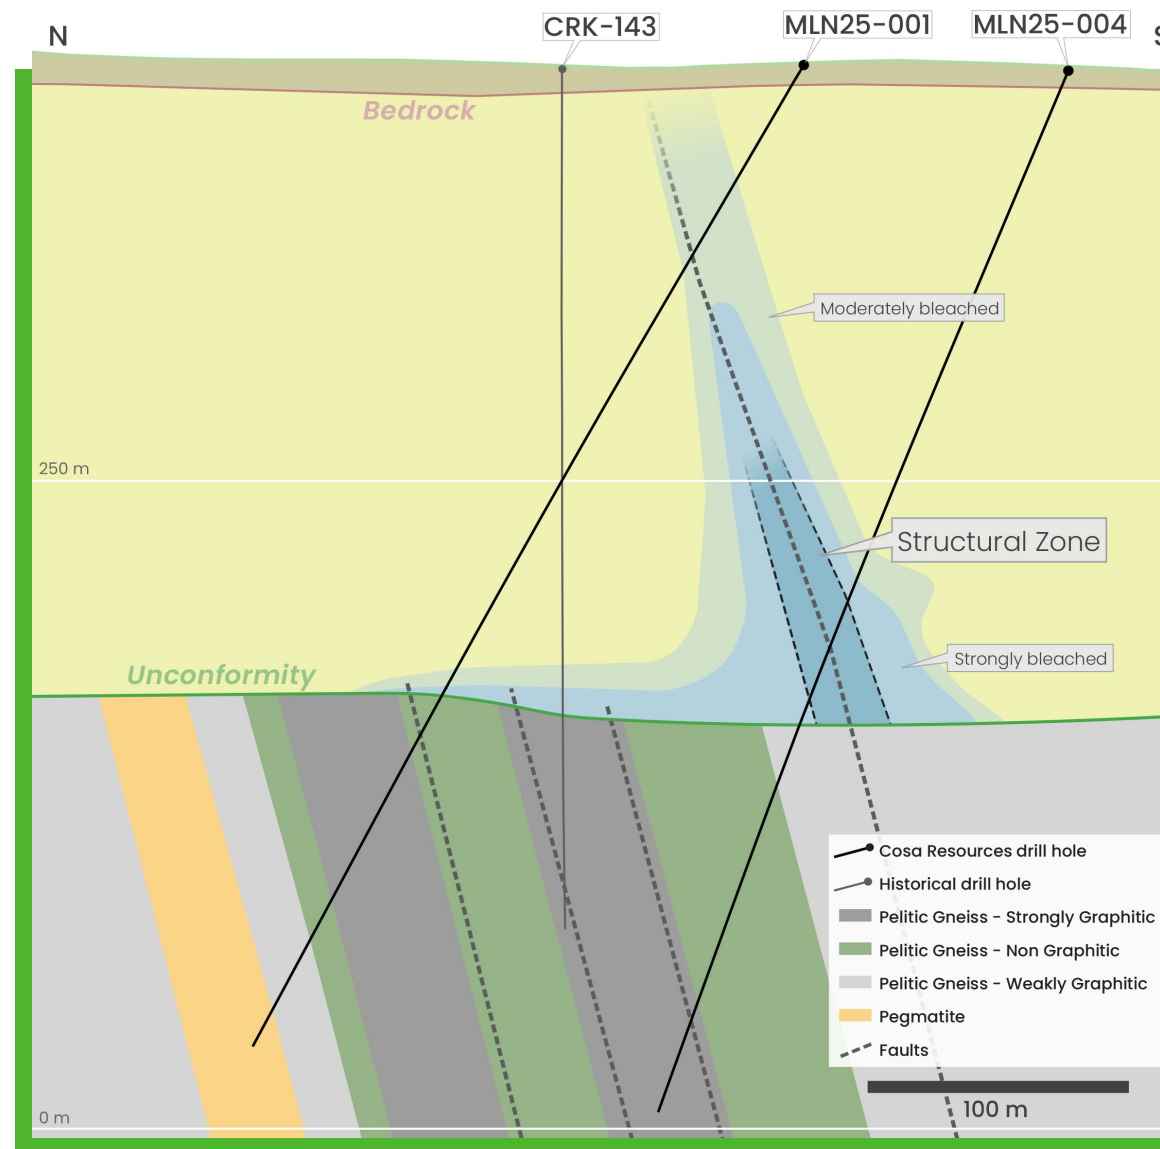 N
CRK-143
MLN25-001
MLN25-004
S
Bedrock
Moderately bleached
250 m
Structural Zone
Strongly bleached
Unconformity
Cosa Resources drill hole
Historical drill hole
Pelitic Gneiss - Strongly Graphitic
Pelitic Gneiss - Non Graphitic
Pelitic Gneiss - Weakly Graphitic
Pegmatite
Faults
100 m
0 m